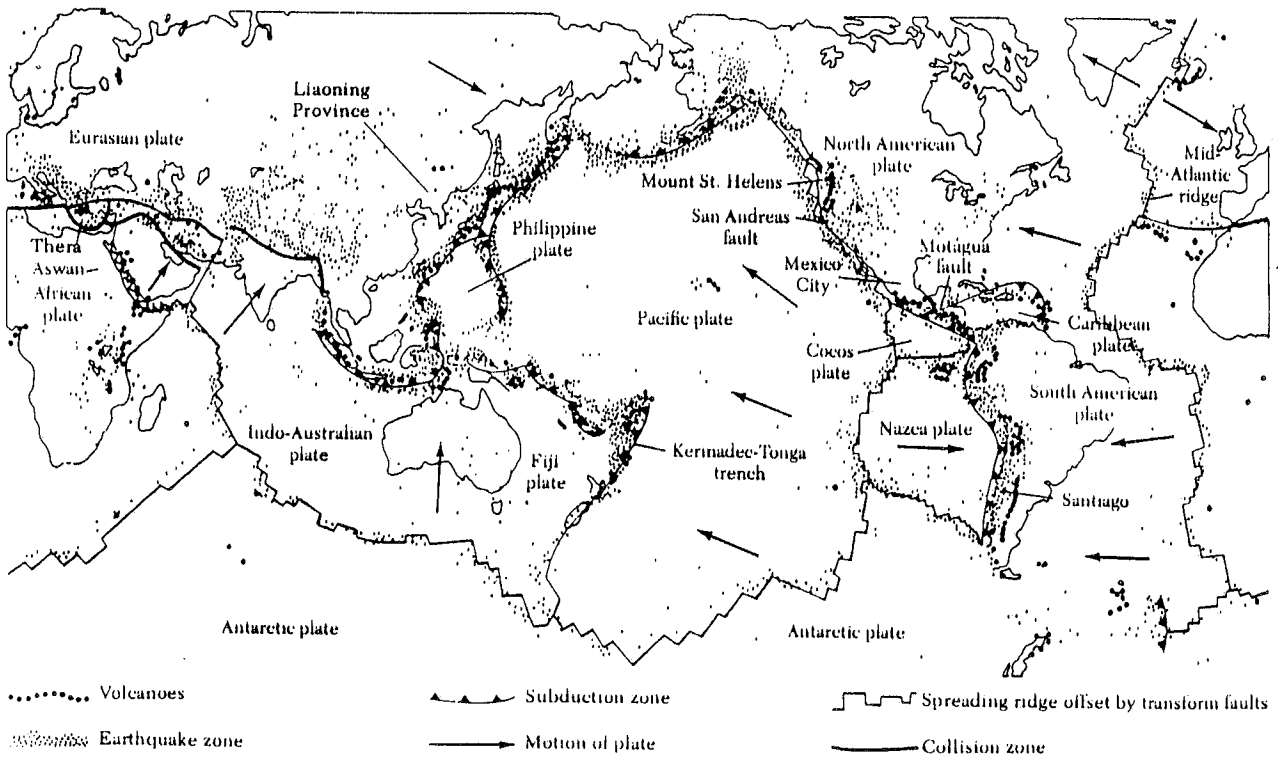 Liaoning
Province
Eurasian plate
North American
plate
Mid-
Atlantic
ridge
Mount St. Helens
San Andreas
fault
Philippine
plate
Thera
Aswan
African
plate
Motagua
fault
Mexico
City
Pacific plate
Caribbean
plate
Cocos
plate
South American
plate
Nazca plate
Indo-Australian
plate
Fiji
plate
Kermadec-Tonga
trench
Santiago
Antarctic plate
Antarctic plate
Volcanoes
Subduction zone
Spreading ridge offset by transform faults
Earthquake zone
Motion of plate
Collision zone